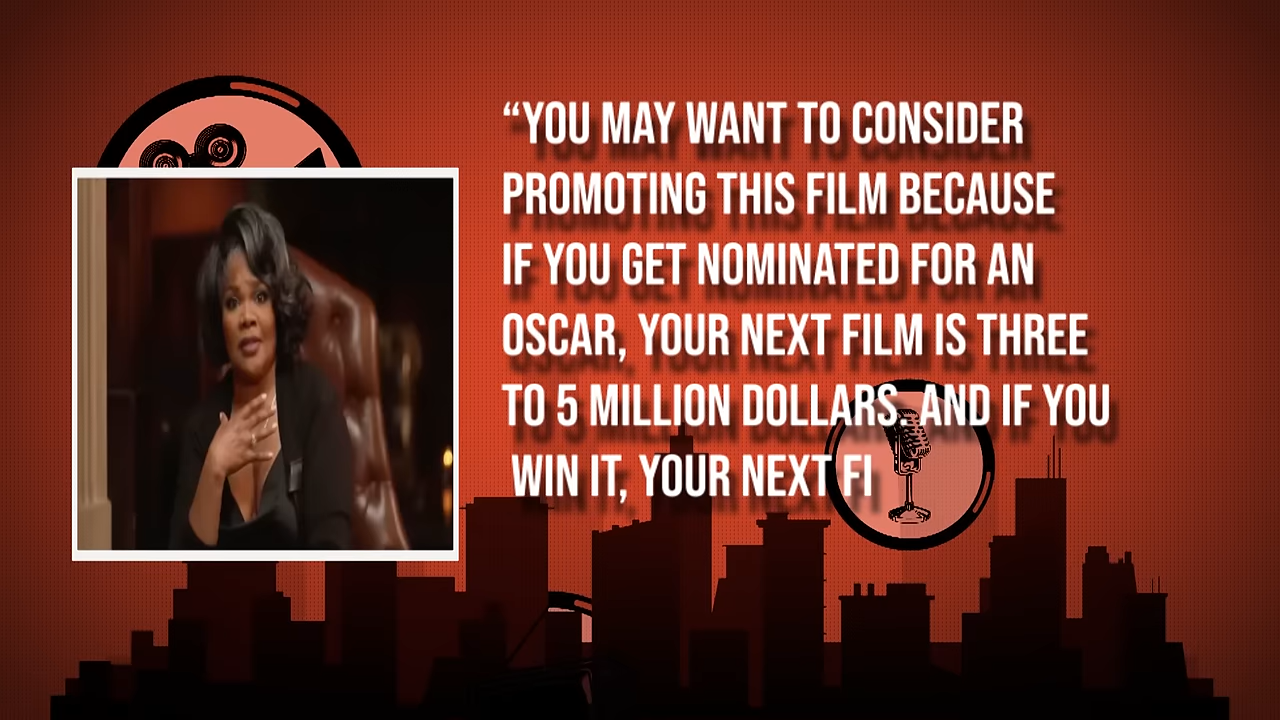 “YOU MAY WANT TO CONSIDER
PROMOTING THIS FILM BECAUSE
IF YOU GET NOMINATED FOR AN
OSCAR, YOUR NEXT FILM IS THREE
TO 5 MILLION DOLLARS. AND IF YOU
WIN IT, YOUR NEXT FI